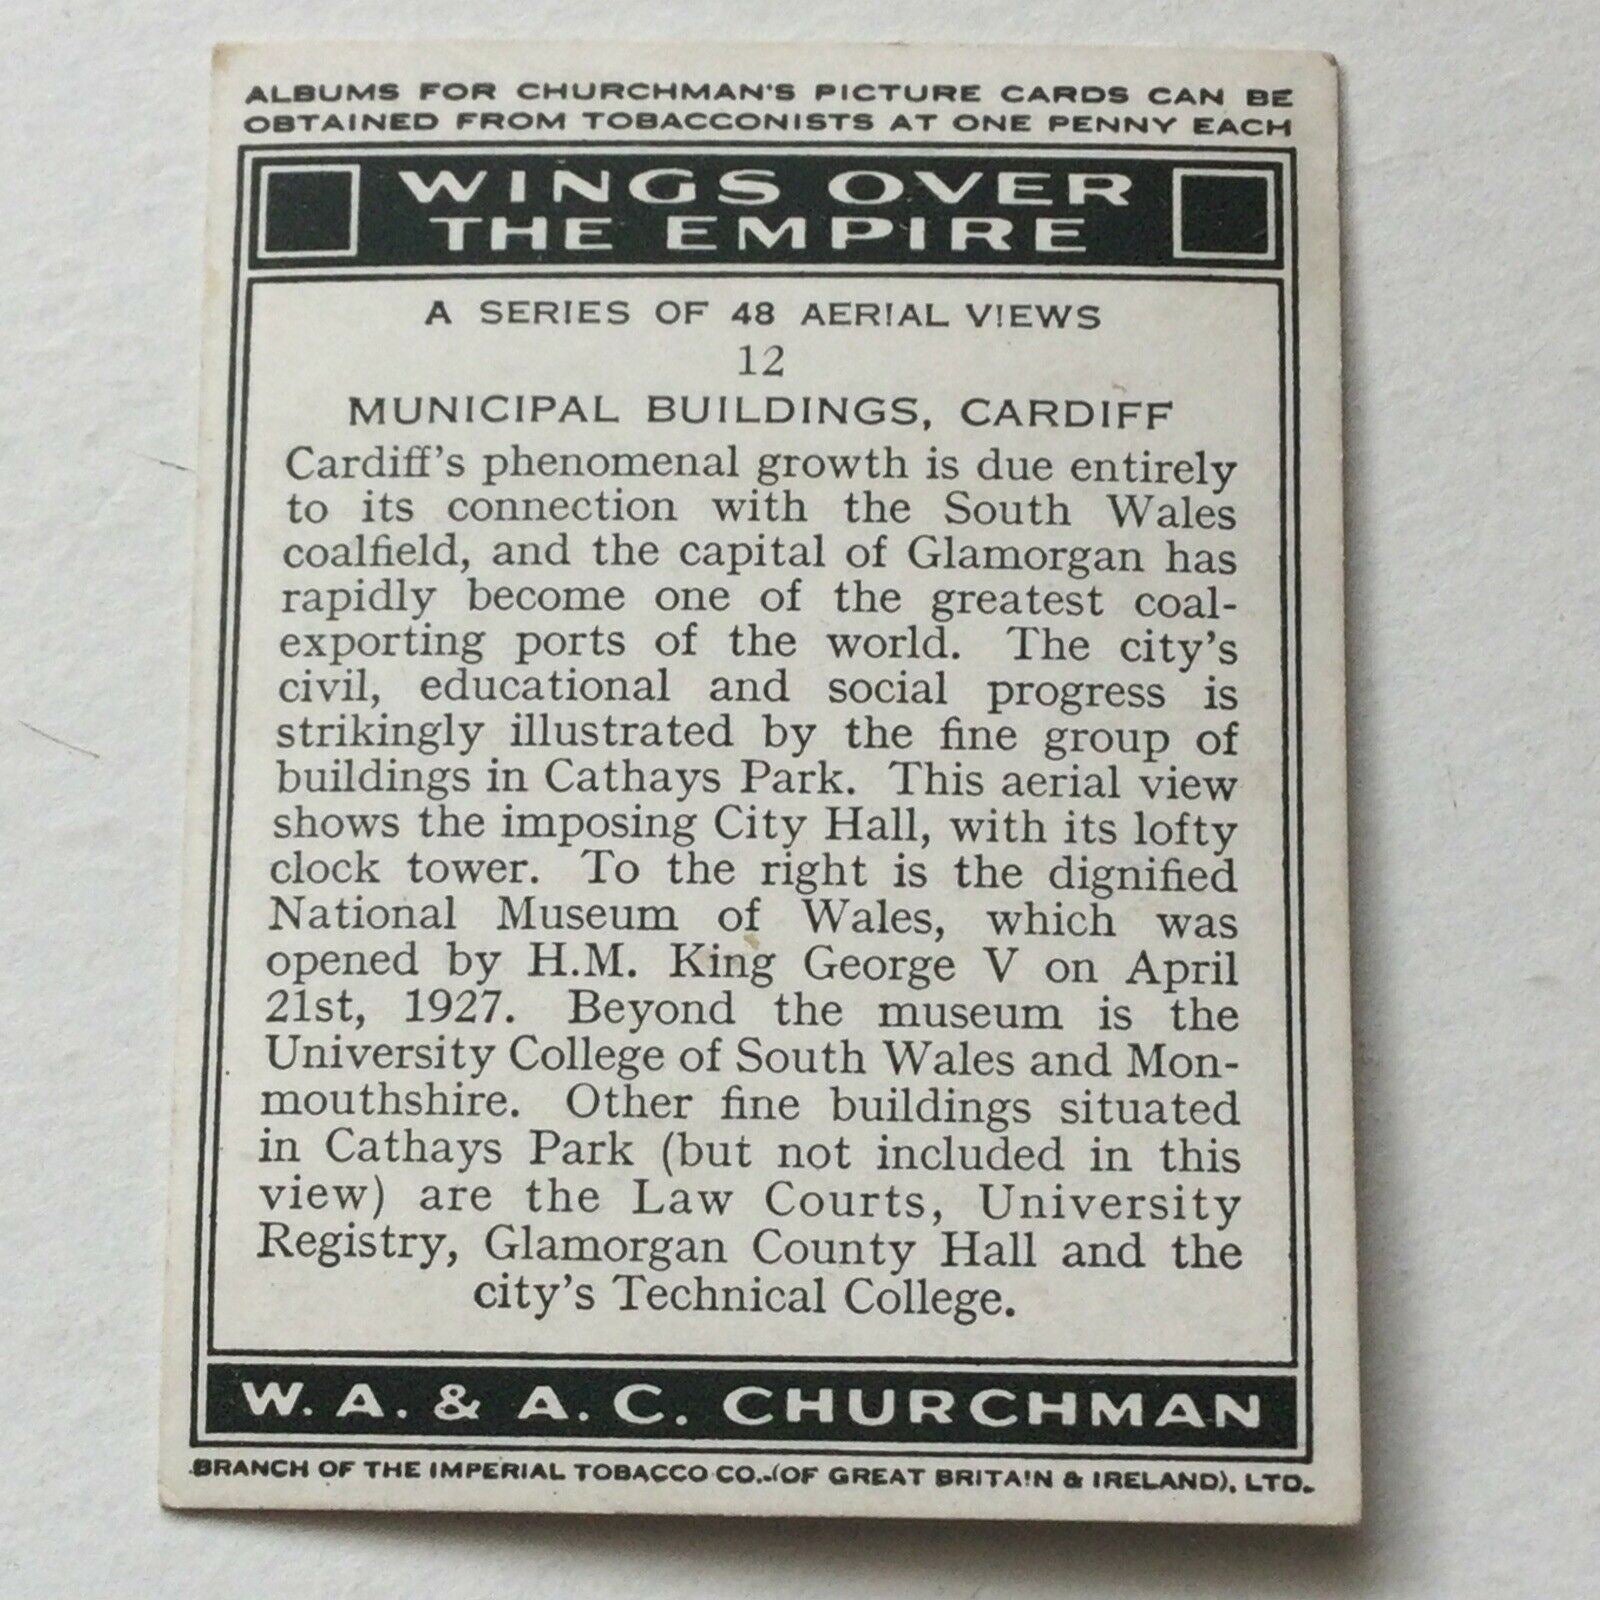 ALBUMS FOR CHURCHMAN'S PICTURE CARDS CAN BE
OBTAINED FROM TOBACCONISTS AT ONE PENNY EACH
WINGS OVER
THE EMPIRE
A SERIES OF 48 AERIAL VIEWS
12
MUNICIPAL BUILDINGS, CARDIFF
Cardiff's phenomenal growth is due entirely
to its connection with the South Wales
coalfield, and the capital of Glamorgan has
rapidly become one of the greatest coal-
exporting ports of the world. The city's
civil, educational and social progress is
strikingly illustrated by the fine group of
buildings in Cathays Park. This aerial view
shows the imposing City Hall, with its lofty
clock tower. To the right is the dignified
National Museum of Wales, which was
opened by H.M. King George V on April
21st, 1927. Beyond the museum is the
University College of South Wales and Mon-
mouthshire. Other fine buildings situated
in Cathays Park (but not included in this
view) are the Law Courts, University
Registry, Glamorgan County Hall and the
city's Technical College.
W. A. & A. C. CHURCHMAN
BRANCH OF THE IMPERIAL TOBACCO CO., (OF GREAT BRITAIN & IRELAND), LTD.